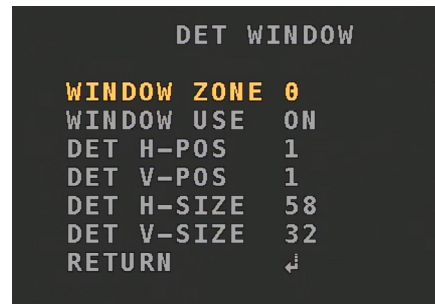 DET WINDOW
WINDOW ZONE 0
WINDOW USE ON
DET H-POS 1
DET V-POS 1
DET H-SIZE 58
DET V-SIZE 32
RETURN ↲